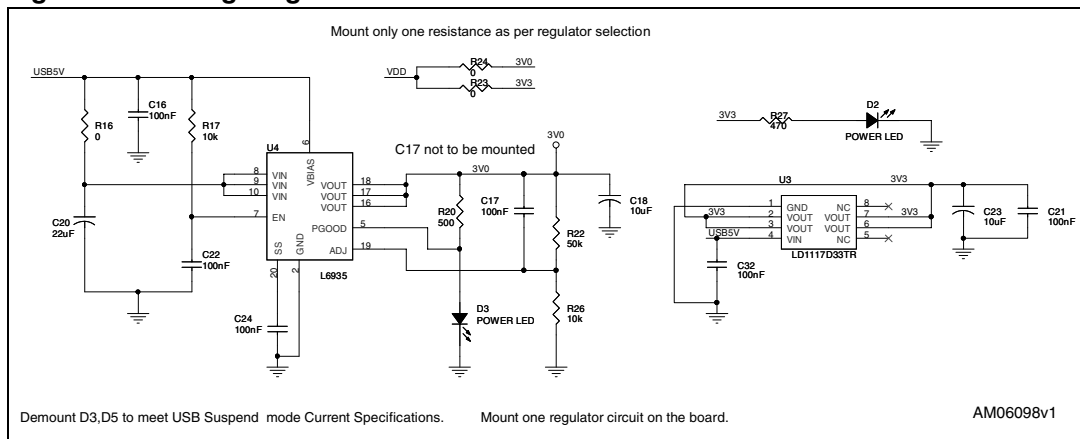 Mount only one resistance as per regulator selection
USB5V
C16
100nF
R16
0
R17
10k
VDD
R24
0
3V0
R23
0
3V3
3V3
R27
470
D2
POWER LED
U4
6
VBIAS
8 VIN
9 VIN
10 VIN
7 EN
VOUT 18
VOUT 17
VOUT 16
PGOOD 5
ADJ 19
SS
20
GND
2
L6935
C17 not to be mounted
3V0
3V0
C20
22uF
C22
100nF
C24
100nF
R20
500
C17
100nF
C18
10uF
R22
50k
R26
10k
D3
POWER LED
U3
3V3
1 GND
2 VOUT
3 VOUT
4 VIN
NC 8
VOUT 7
VOUT 6
NC 5
3V3
3V3
USB5V
LD1117D33TR
C32
100nF
C23
10uF
C21
100nF
Demount D3,D5 to meet USB Suspend mode Current Specifications.
Mount one regulator circuit on the board.
AM06098v1